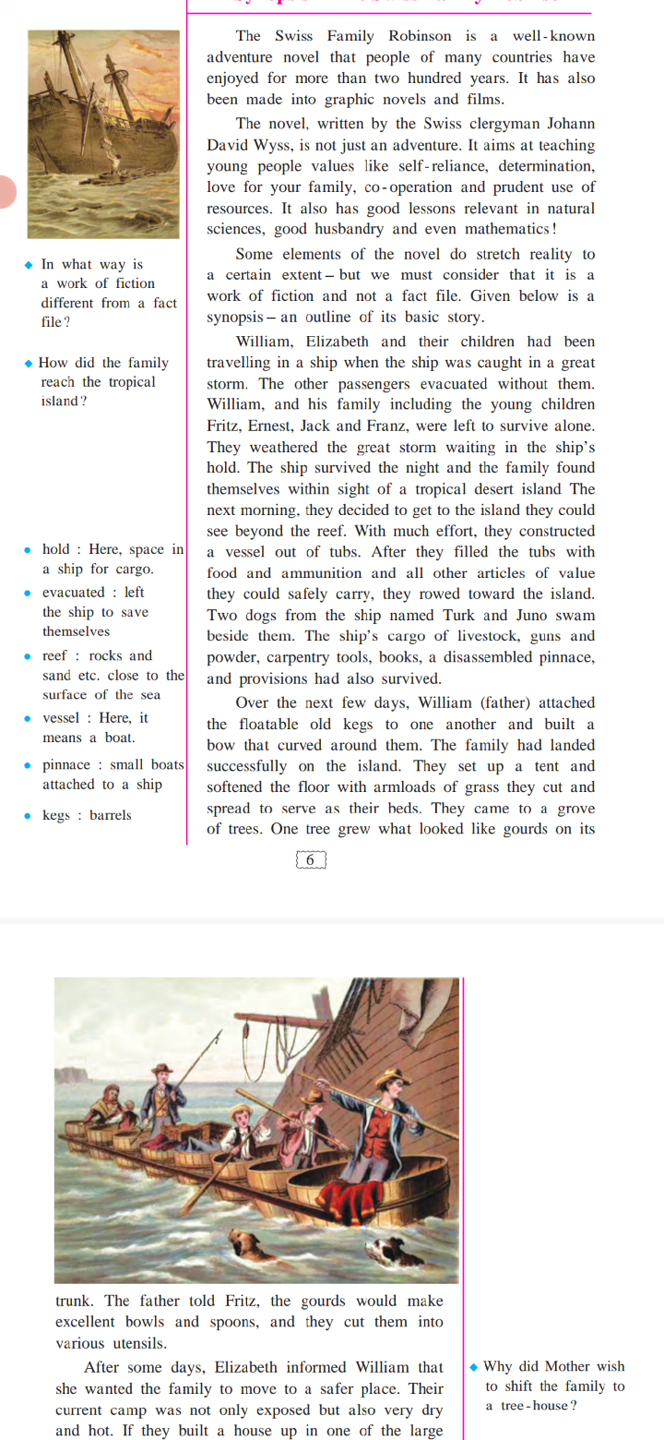 The Swiss Family Robinson is a well-known
adventure novel that people of many countries have
enjoyed for more than two hundred years. It has also
been made into graphic novels and films.
The novel, written by the Swiss clergyman Johann
David Wyss, is not just an adventure. It aims at teaching
young people values like self-reliance, determination,
love for your family, co-operation and prudent use of
resources. It also has good lessons relevant in natural
sciences, good husbandry and even mathematics!
Some elements of the novel do stretch reality to
a certain extent – but we must consider that it is a
work of fiction and not a fact file. Given below is a
synopsis – an outline of its basic story.
William, Elizabeth and their children had been
travelling in a ship when the ship was caught in a great
storm. The other passengers evacuated without them.
William, and his family including the young children
Fritz, Ernest, Jack and Franz, were left to survive alone.
They weathered the great storm waiting in the ship's
hold. The ship survived the night and the family found
themselves within sight of a tropical desert island The
next morning, they decided to get to the island they could
see beyond the reef. With much effort, they constructed
a vessel out of tubs. After they filled the tubs with
food and ammunition and all other articles of value
they could safely carry, they rowed toward the island.
Two dogs from the ship named Turk and Juno swam
beside them. The ship's cargo of livestock, guns and
powder, carpentry tools, books, a disassembled pinnace,
and provisions had also survived.
Over the next few days, William (father) attached
the floatable old kegs to one another and built a
bow that curved around them. The family had landed
successfully on the island. They set up a tent and
softened the floor with armloads of grass they cut and
spread to serve as their beds. They came to a grove
of trees. One tree grew what looked like gourds on its
◆ In what way is
a work of fiction
different from a fact
file?
◆ How did the family
reach the tropical
island?
• hold : Here, space in
a ship for cargo.
• evacuated : left
the ship to save
themselves
• reef : rocks and
sand etc. close to the
surface of the sea
• vessel : Here, it
means a boat.
• pinnace : small boats
attached to a ship
• kegs : barrels
6
trunk. The father told Fritz, the gourds would make
excellent bowls and spoons, and they cut them into
various utensils.
After some days, Elizabeth informed William that
she wanted the family to move to a safer place. Their
current camp was not only exposed but also very dry
and hot. If they built a house up in one of the large
◆ Why did Mother wish
to shift the family to
a tree-house?